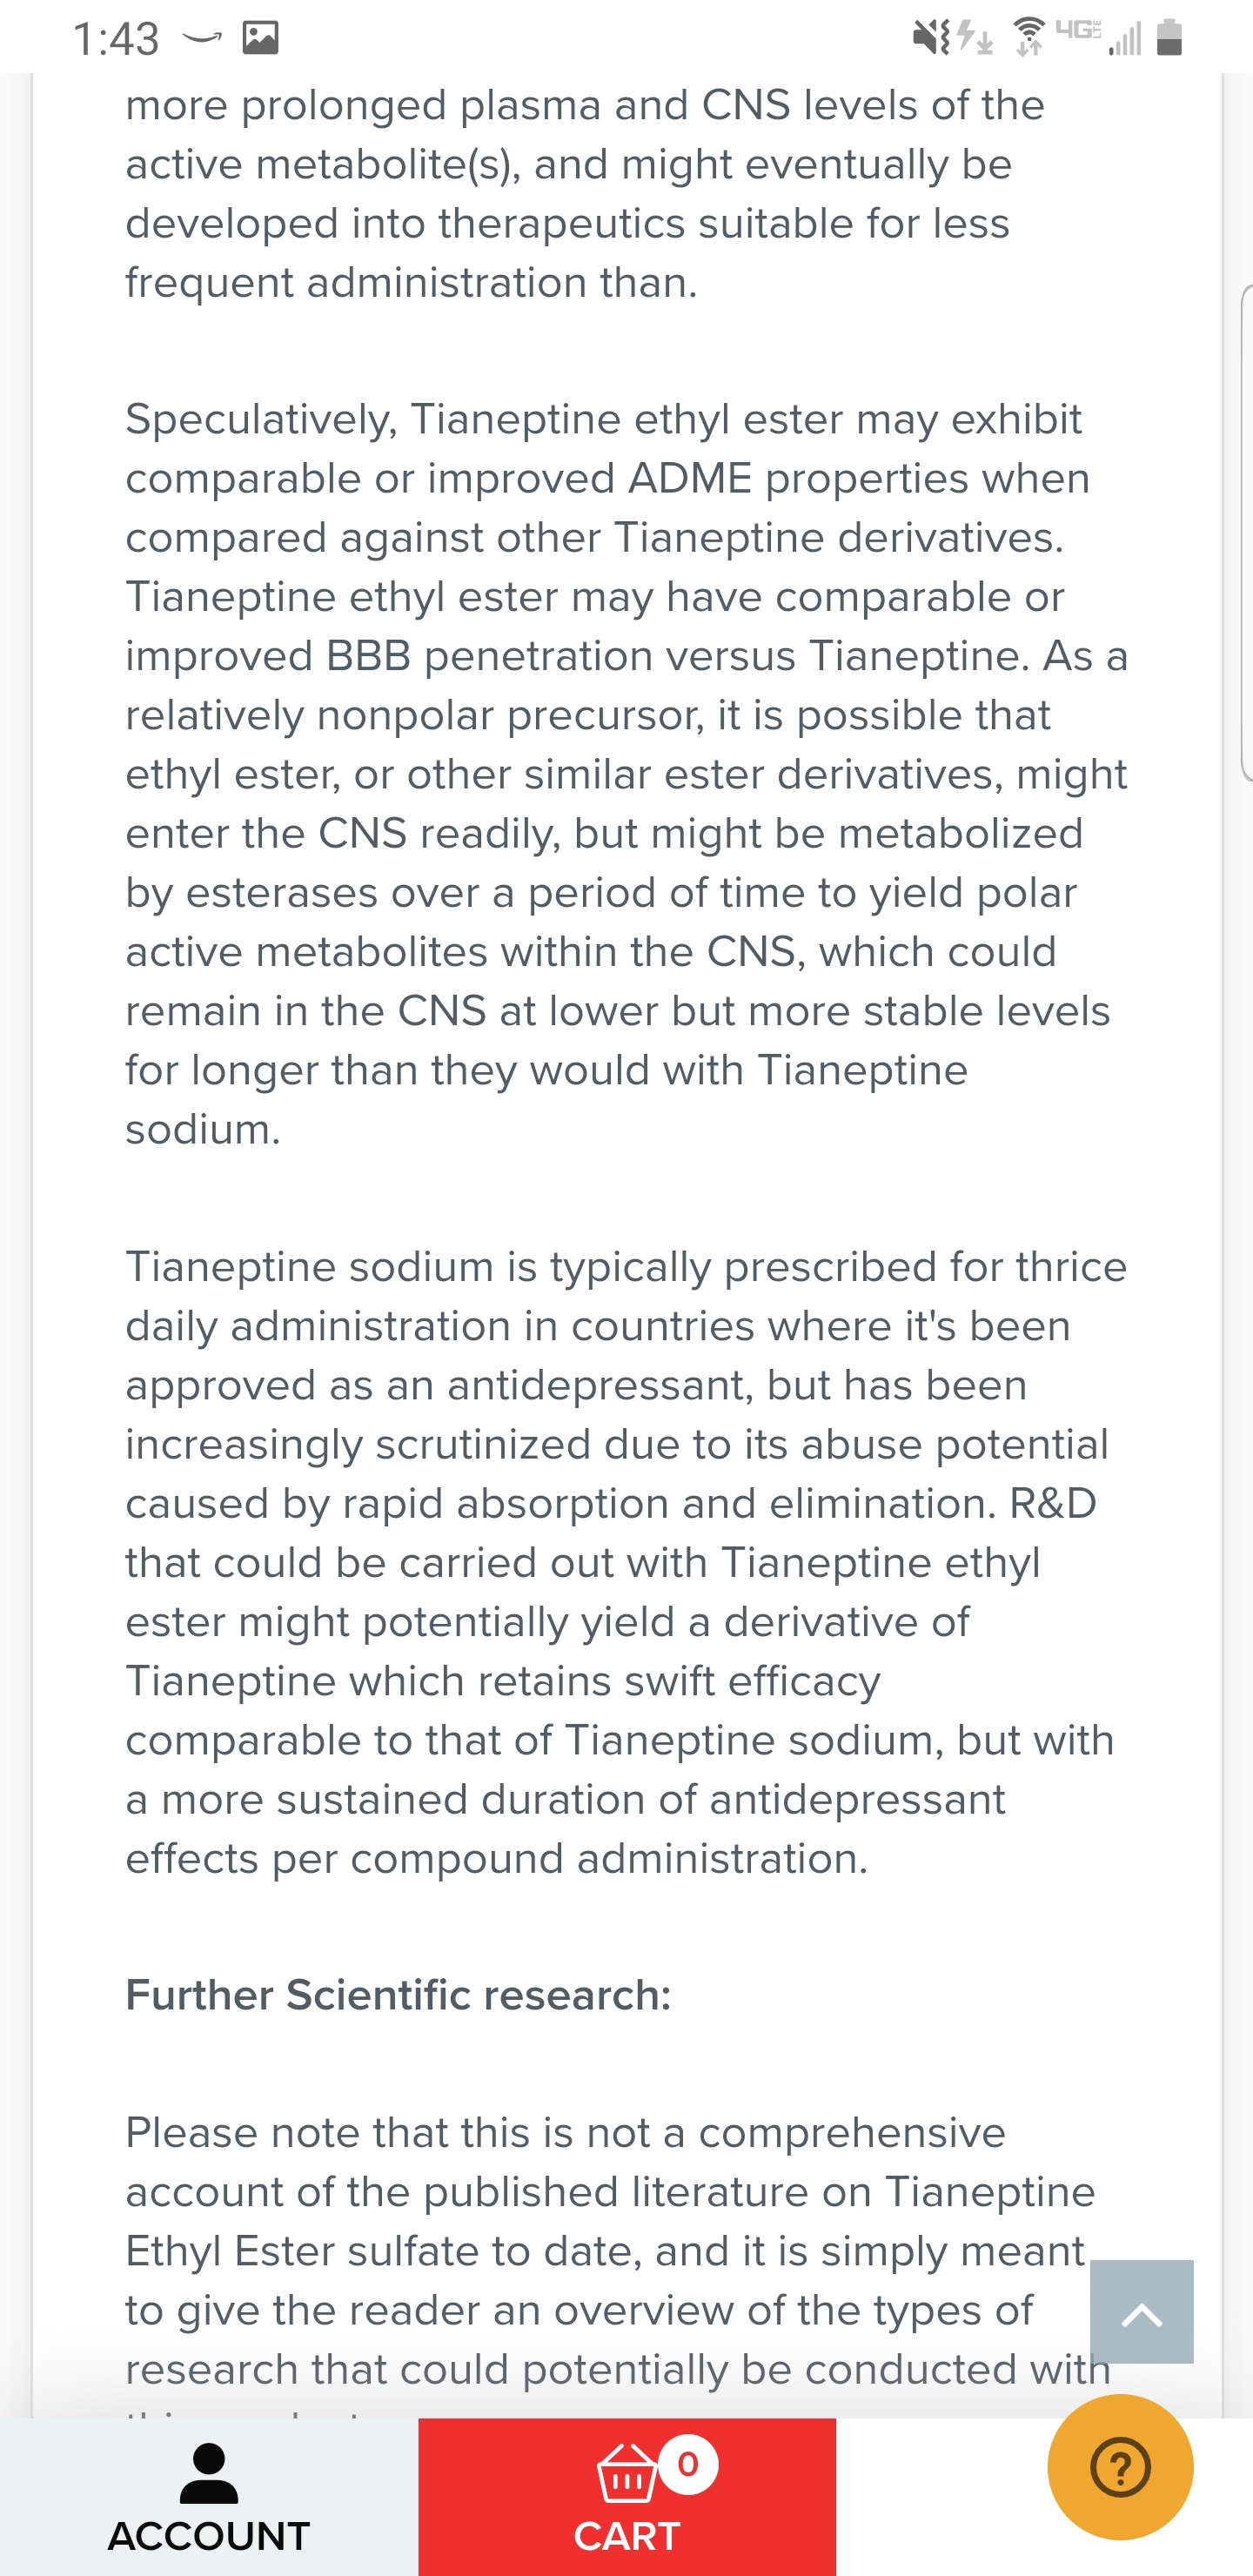 1:43
4G LTE
more prolonged plasma and CNS levels of the
active metabolite(s), and might eventually be
developed into therapeutics suitable for less
frequent administration than.
Speculatively, Tianeptine ethyl ester may exhibit
comparable or improved ADME properties when
compared against other Tianeptine derivatives.
Tianeptine ethyl ester may have comparable or
improved BBB penetration versus Tianeptine. As a
relatively nonpolar precursor, it is possible that
ethyl ester, or other similar ester derivatives, might
enter the CNS readily, but might be metabolized
by esterases over a period of time to yield polar
active metabolites within the CNS, which could
remain in the CNS at lower but more stable levels
for longer than they would with Tianeptine
sodium.
Tianeptine sodium is typically prescribed for thrice
daily administration in countries where it's been
approved as an antidepressant, but has been
increasingly scrutinized due to its abuse potential
caused by rapid absorption and elimination. R&D
that could be carried out with Tianeptine ethyl
ester might potentially yield a derivative of
Tianeptine which retains swift efficacy
comparable to that of Tianeptine sodium, but with
a more sustained duration of antidepressant
effects per compound administration.
Further Scientific research:
Please note that this is not a comprehensive
account of the published literature on Tianeptine
Ethyl Ester sulfate to date, and it is simply meant
to give the reader an overview of the types of
research that could potentially be conducted with
0
?
ACCOUNT
CART